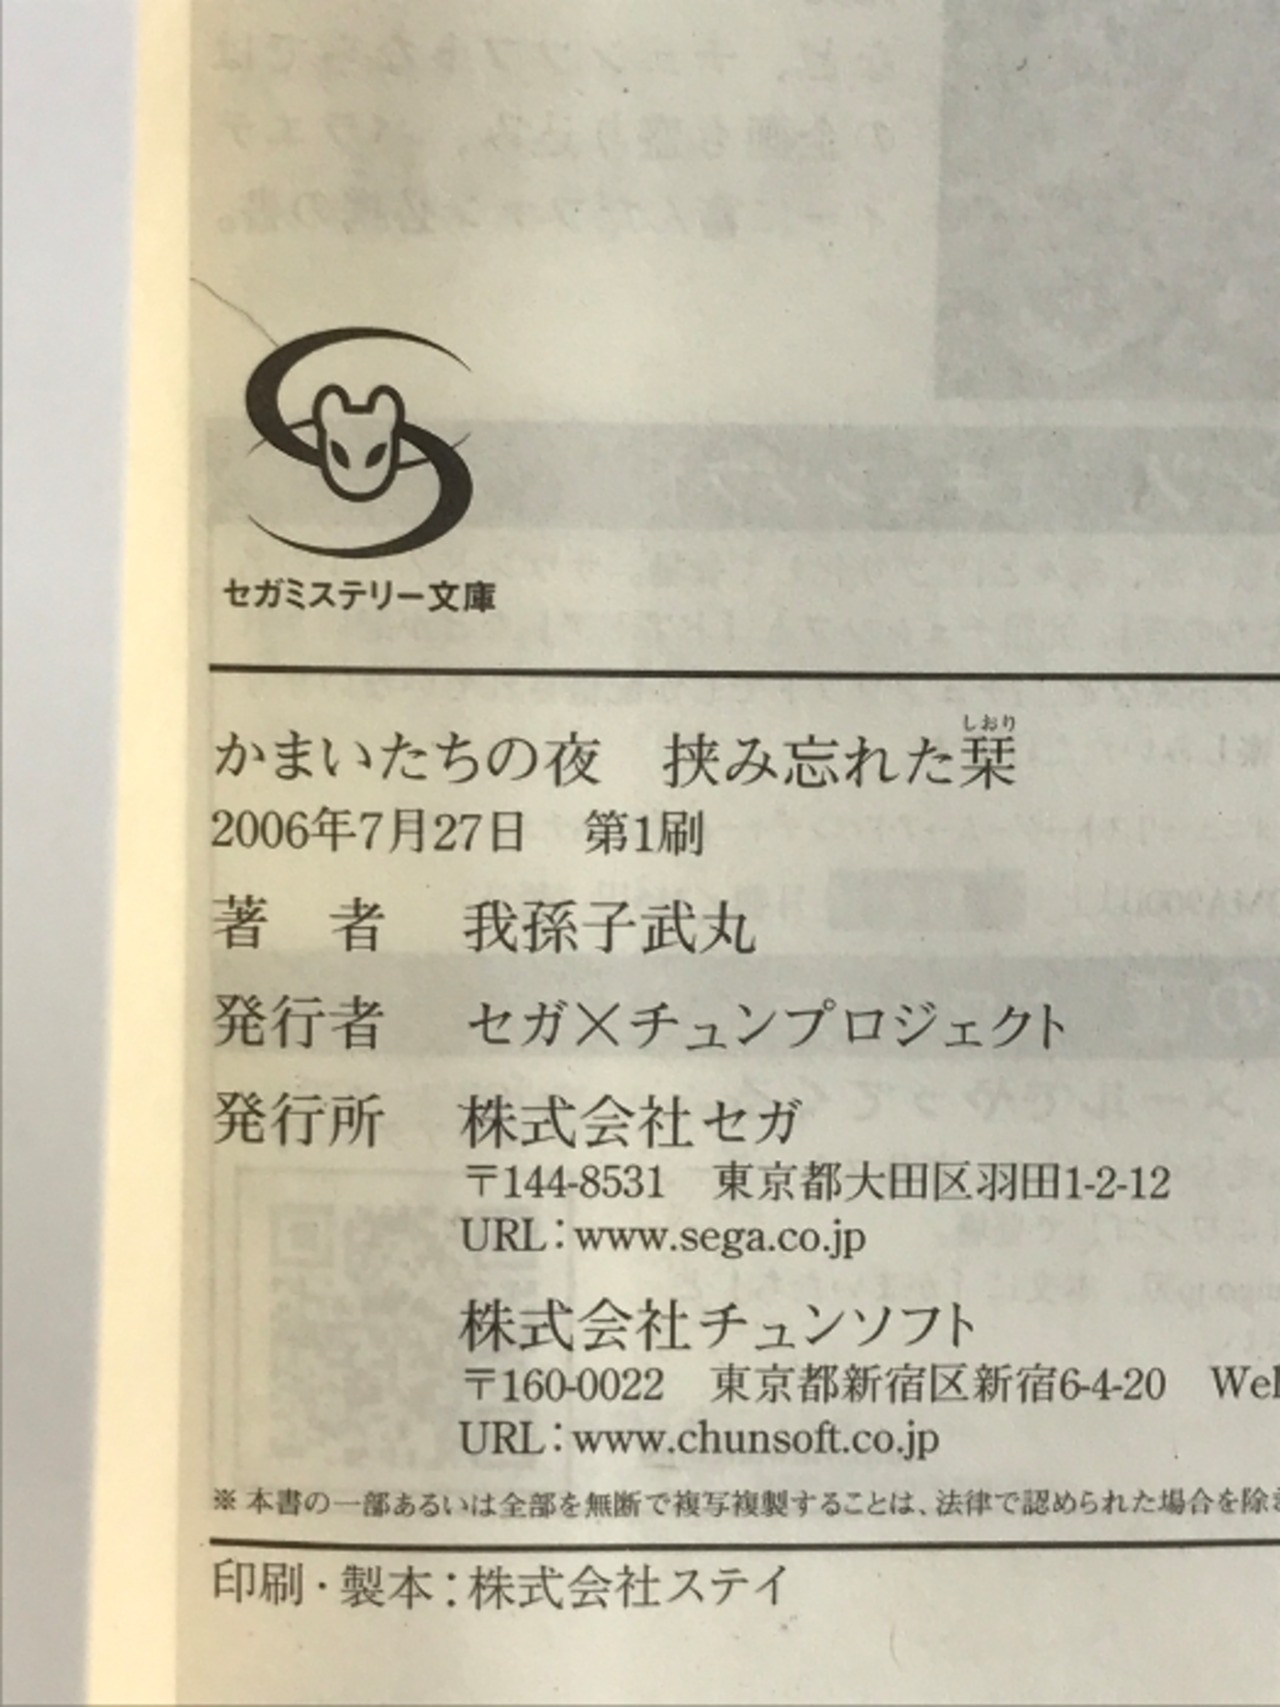 セガミステリー文庫
かまいたちの夜　挟み忘れた栞
しおり
2006年7月27日　第1刷
著　者　我孫子武丸
発行者　セガ×チュンプロジェクト
発行所　株式会社セガ
〒144-8531　東京都大田区羽田1-2-12
URL：www.sega.co.jp
株式会社チュンソフト
〒160-0022　東京都新宿区新宿6-4-20　Wel
URL：www.chunsoft.co.jp
※本書の一部あるいは全部を無断で複写複製することは、法律で認められた場合を除き
印刷・製本：株式会社ステイ